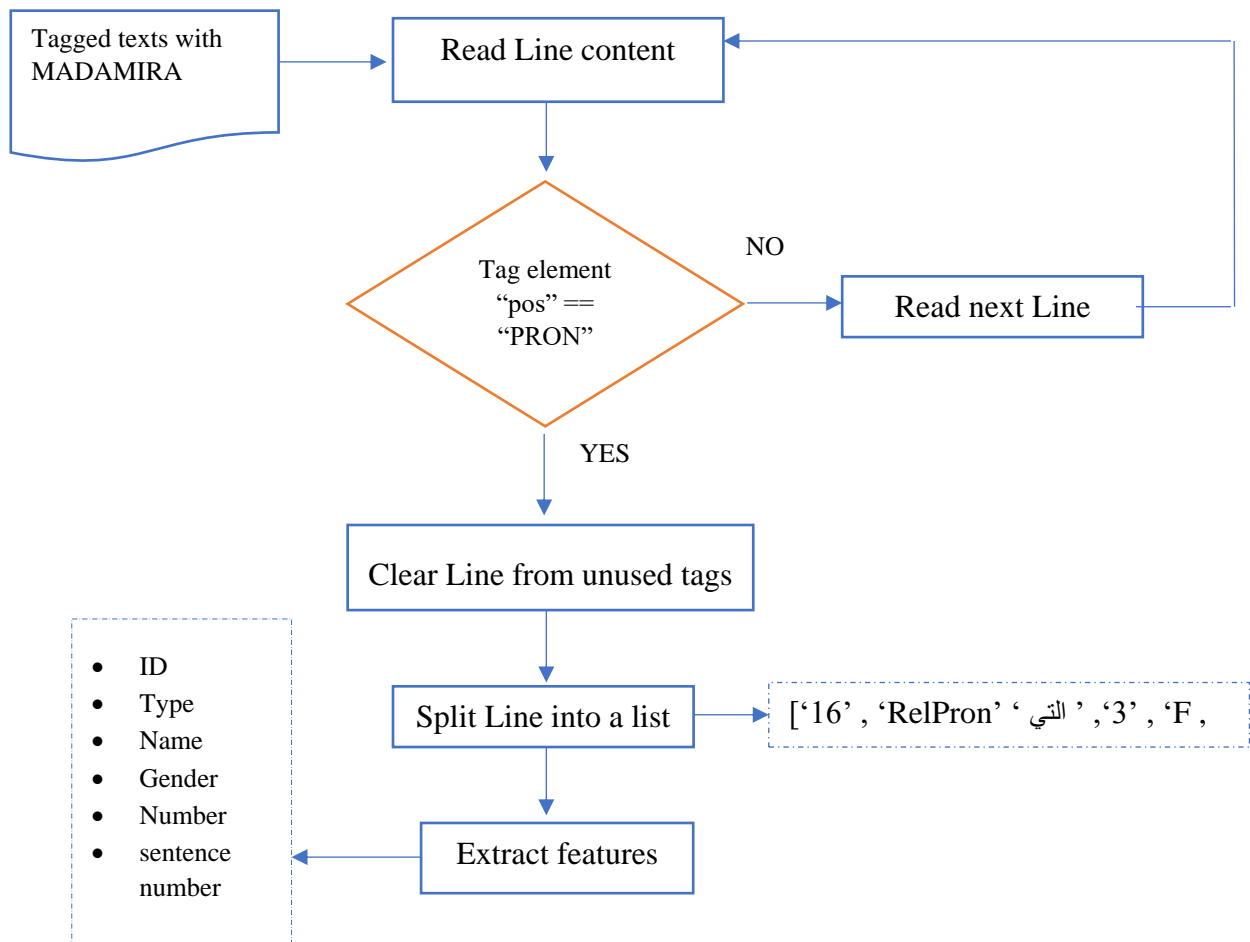 Tagged texts with
MADAMIRA
Read Line content
Tag element
“pos” ==
“PRON”
NO
Read next Line
YES
Clear Line from unused tags
Split Line into a list
[‘16’ , ‘RelPron’ ‘ التي ’ ,‘3’ , ‘F ,
Extract features
• ID
• Type
• Name
• Gender
• Number
• sentence
number